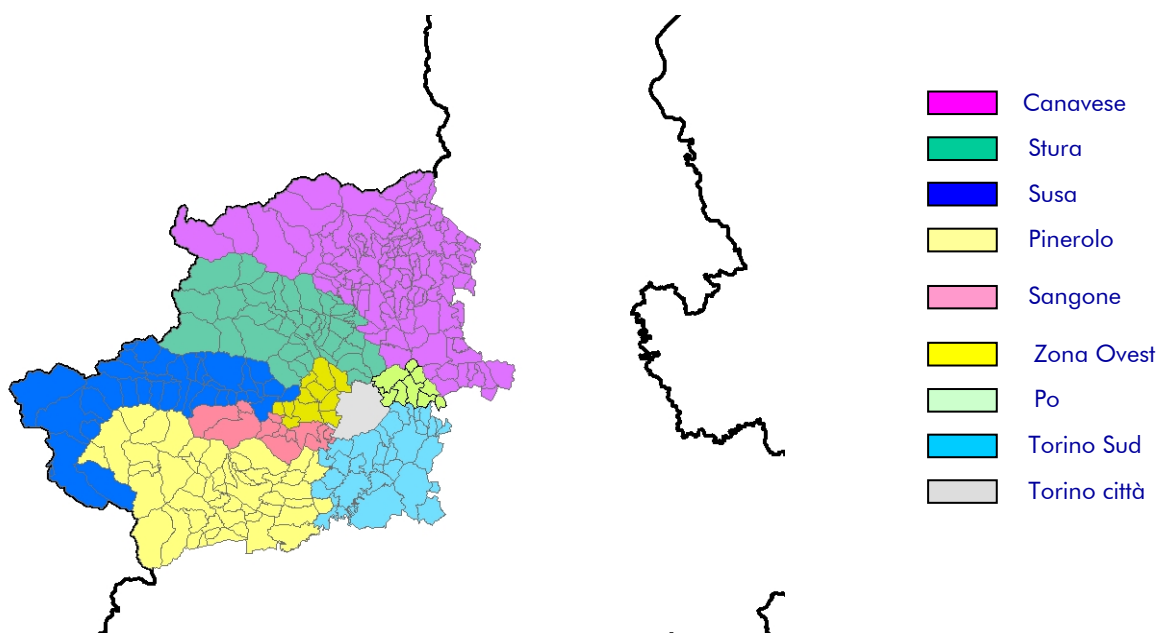 Canavese
Stura
Susa
Pinerolo
Sangone
Zona Ovest
Po
Torino Sud
Torino città